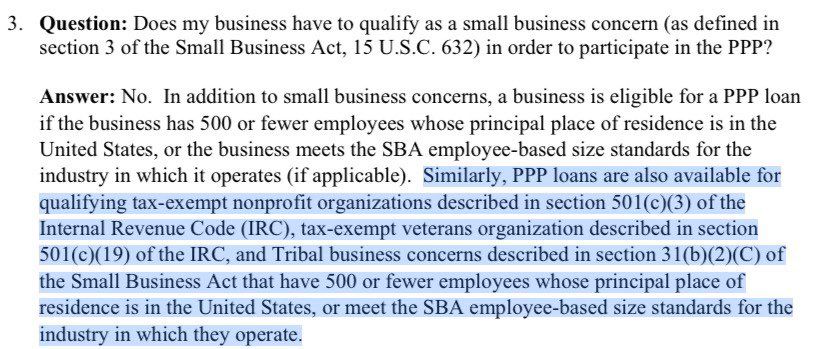 3. Question: Does my business have to qualify as a small business concern (as defined in
section 3 of the Small Business Act, 15 U.S.C. 632) in order to participate in the PPP?
Answer: No. In addition to small business concerns, a business is eligible for a PPP loan
if the business has 500 or fewer employees whose principal place of residence is in the
United States, or the business meets the SBA employee-based size standards for the
industry in which it operates (if applicable). Similarly, PPP loans are also available for
qualifying tax-exempt nonprofit organizations described in section 501(c)(3) of the
Internal Revenue Code (IRC), tax-exempt veterans organization described in section
501(c)(19) of the IRC, and Tribal business concerns described in section 31(b)(2)(C) of
the Small Business Act that have 500 or fewer employees whose principal place of
residence is in the United States, or meet the SBA employee-based size standards for the
industry in which they operate.